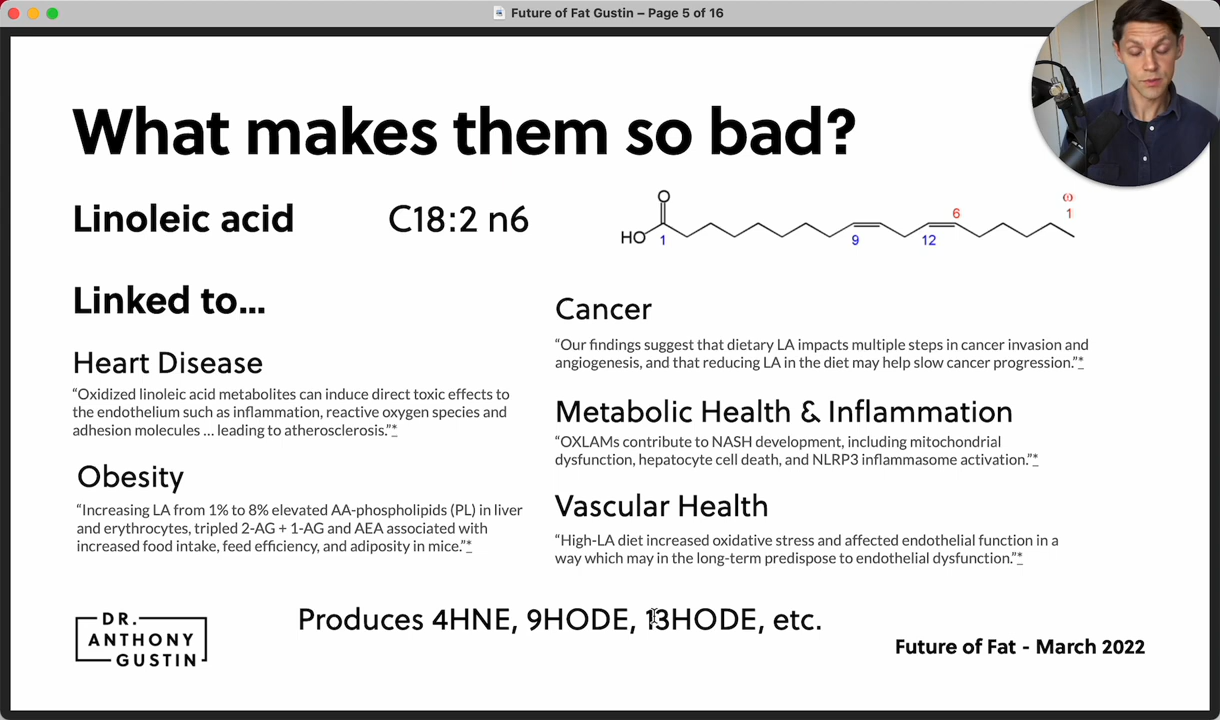 Future of Fat Gustin – Page 5 of 16
What makes them so bad?
Linoleic acid
C18:2 n6
O
HO
1
9
12
6
ω
1
Linked to...
Heart Disease
“Oxidized linoleic acid metabolites can induce direct toxic effects to
the endothelium such as inflammation, reactive oxygen species and
adhesion molecules ... leading to atherosclerosis.”*
Obesity
“Increasing LA from 1% to 8% elevated AA-phospholipids (PL) in liver
and erythrocytes, tripled 2-AG + 1-AG and AEA associated with
increased food intake, feed efficiency, and adiposity in mice.”*
Cancer
“Our findings suggest that dietary LA impacts multiple steps in cancer invasion and
angiogenesis, and that reducing LA in the diet may help slow cancer progression.”*
Metabolic Health & Inflammation
“OXLAMs contribute to NASH development, including mitochondrial
dysfunction, hepatocyte cell death, and NLRP3 inflammasome activation.”*
Vascular Health
“High-LA diet increased oxidative stress and affected endothelial function in a
way which may in the long-term predispose to endothelial dysfunction.”*
Produces 4HNE, 9HODE, 13HODE, etc.
DR.
ANTHONY
GUSTIN
Future of Fat - March 2022